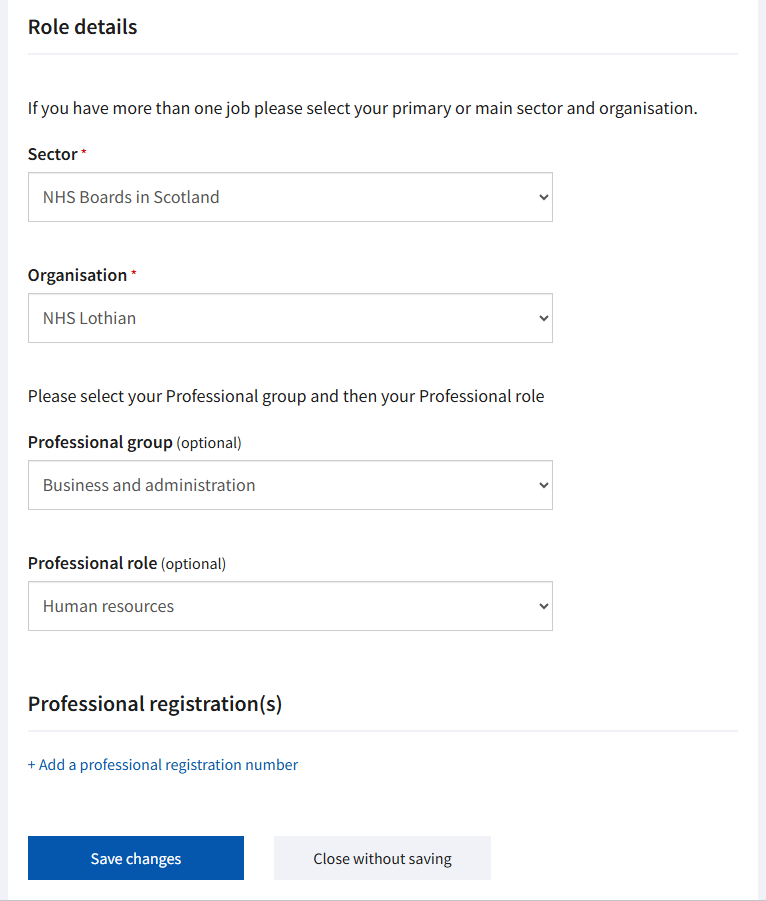 Role details
If you have more than one job please select your primary or main sector and organisation.
Sector *
NHS Boards in Scotland
Organisation *
NHS Lothian
Please select your Professional group and then your Professional role
Professional group (optional)
Business and administration
Professional role (optional)
Human resources
Professional registration(s)
+ Add a professional registration number
Save changes
Close without saving